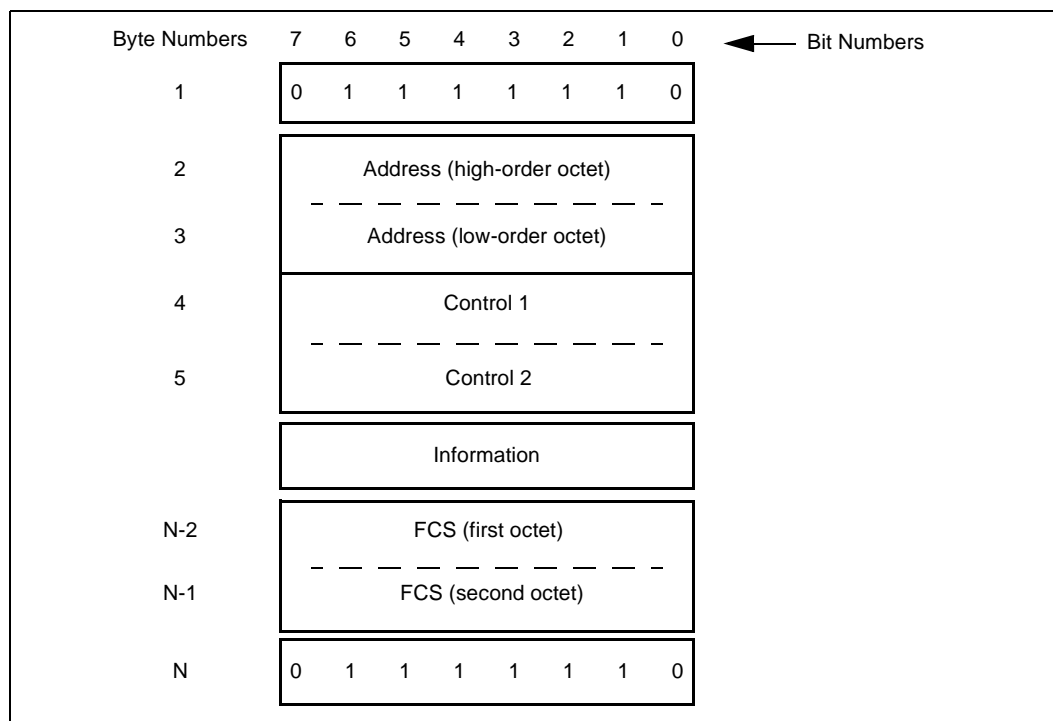 Byte Numbers 7 6 5 4 3 2 1 0 Bit Numbers
1 0 1 1 1 1 1 1 0
2 Address (high-order octet)
3 Address (low-order octet)
4 Control 1
5 Control 2
Information
N-2 FCS (first octet)
N-1 FCS (second octet)
N 0 1 1 1 1 1 1 0